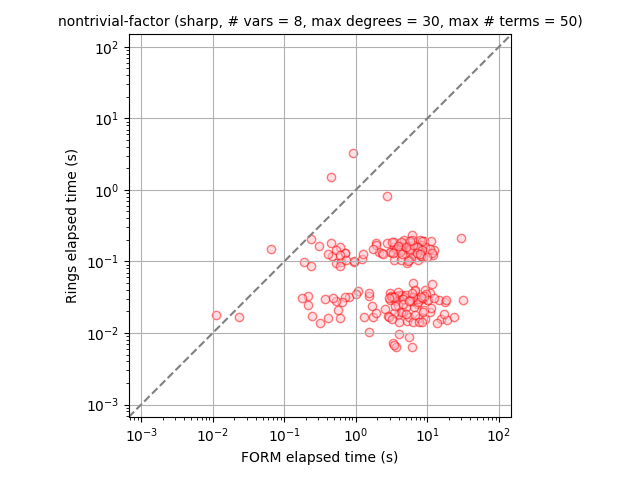 nontrivial-factor (sharp, # vars = 8, max degrees = 30, max # terms = 50)
Rings elapsed time (s)
10²
10¹
10⁰
10⁻¹
10⁻²
10⁻³
10⁻³ 10⁻² 10⁻¹ 10⁰ 10¹ 10²
FORM elapsed time (s)